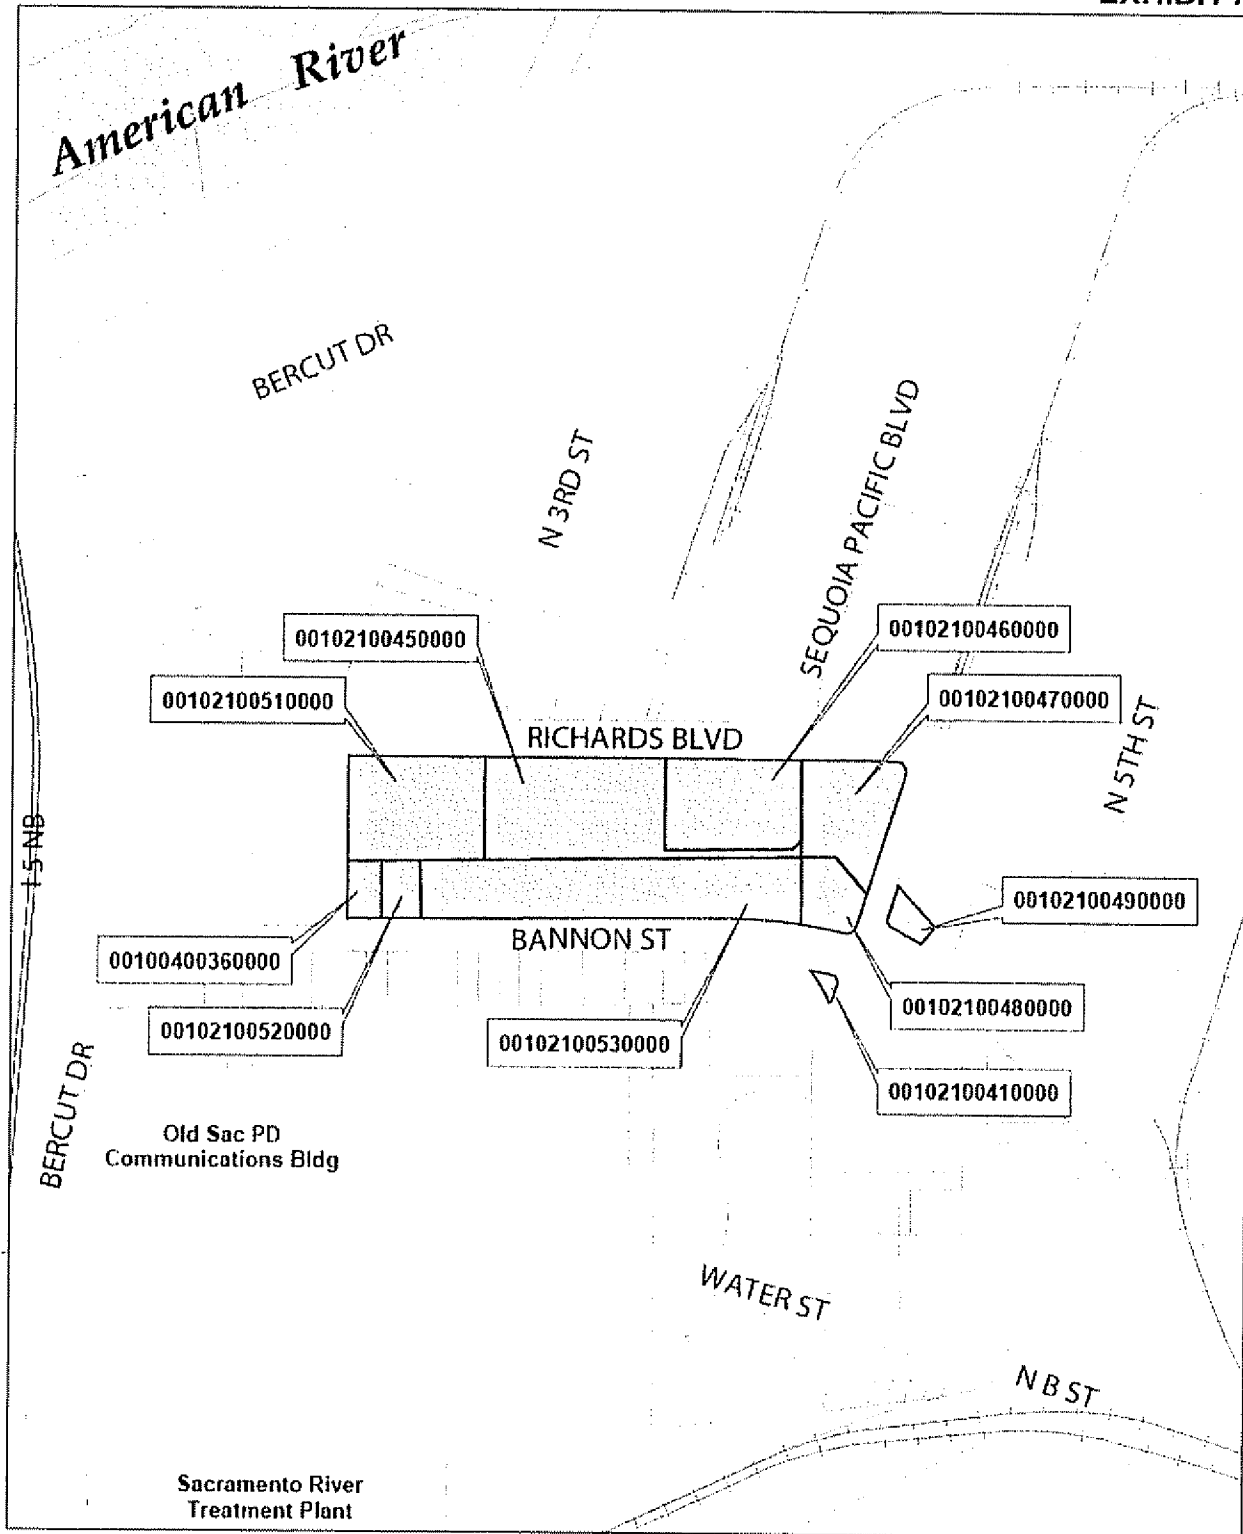 American River
BERCUT DR
N 3RD ST
SEQUOIA PACIFIC BLVD
00102100450000
00102100460000
00102100510000
00102100470000
RICHARDS BLVD
N 5TH ST
I-5 NB
00102100490000
BANNON ST
00100400360000
00102100480000
00102100520000
00102100530000
00102100410000
BERCUT DR
Old Sac PD
Communications Bldg
WATER ST
N B ST
Sacramento River
Treatment Plant